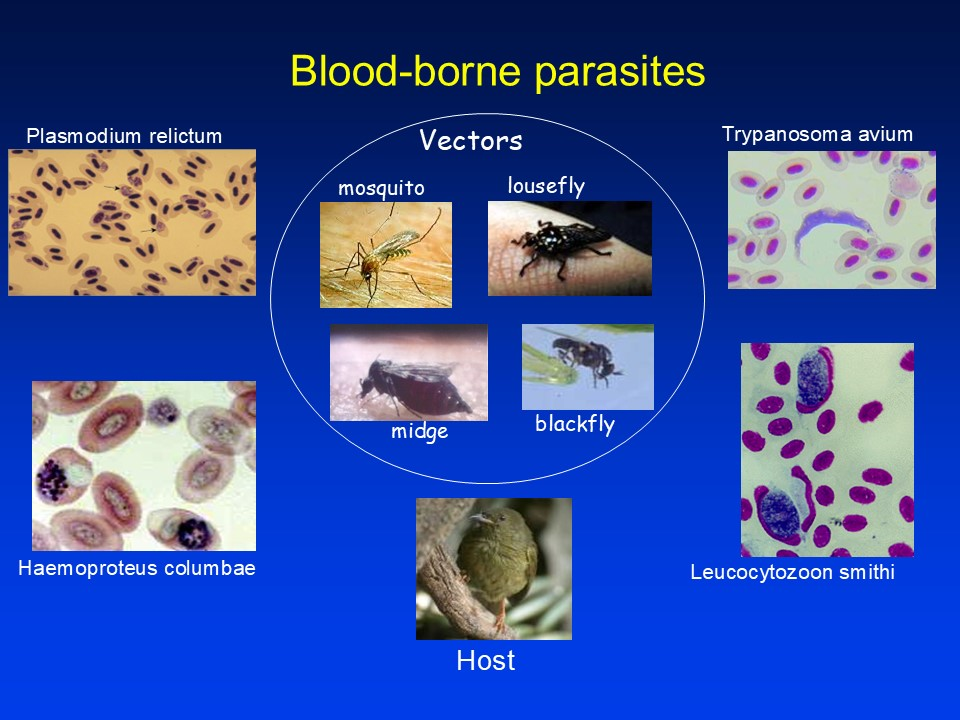 Blood-borne parasites
Plasmodium relictum
Vectors
Trypanosoma avium
mosquito
lousefly
midge
blackfly
Haemoproteus columbae
Leucocytozoon smithi
Host